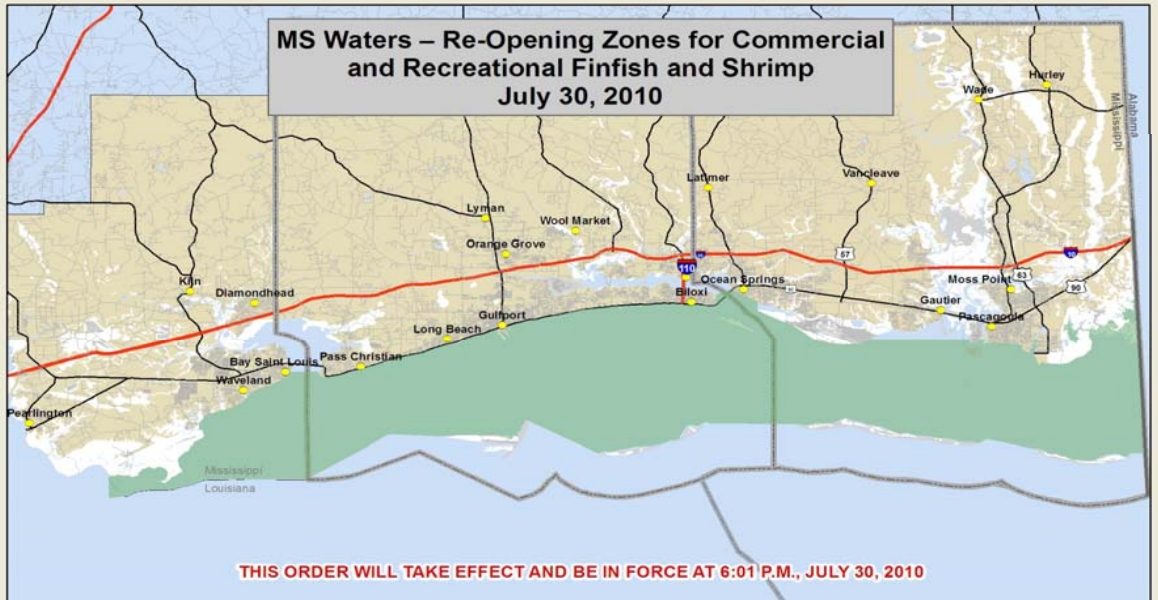 MS Waters – Re-Opening Zones for Commercial
and Recreational Finfish and Shrimp
July 30, 2010
Hurley
Wade
Alabama
Mississippi
Latimer
Vancleave
Lyman
Wool Market
Orange Grove
57
10
110
Kiln
Diamondhead
Ocean Springs
Moss Point
63
90
Biloxi
Gautier
Gulfport
Pascagoula
Long Beach
Bay Saint Louis
Pass Christian
Waveland
Pearlington
Mississippi
Louisiana
THIS ORDER WILL TAKE EFFECT AND BE IN FORCE AT 6:01 P.M., JULY 30, 2010